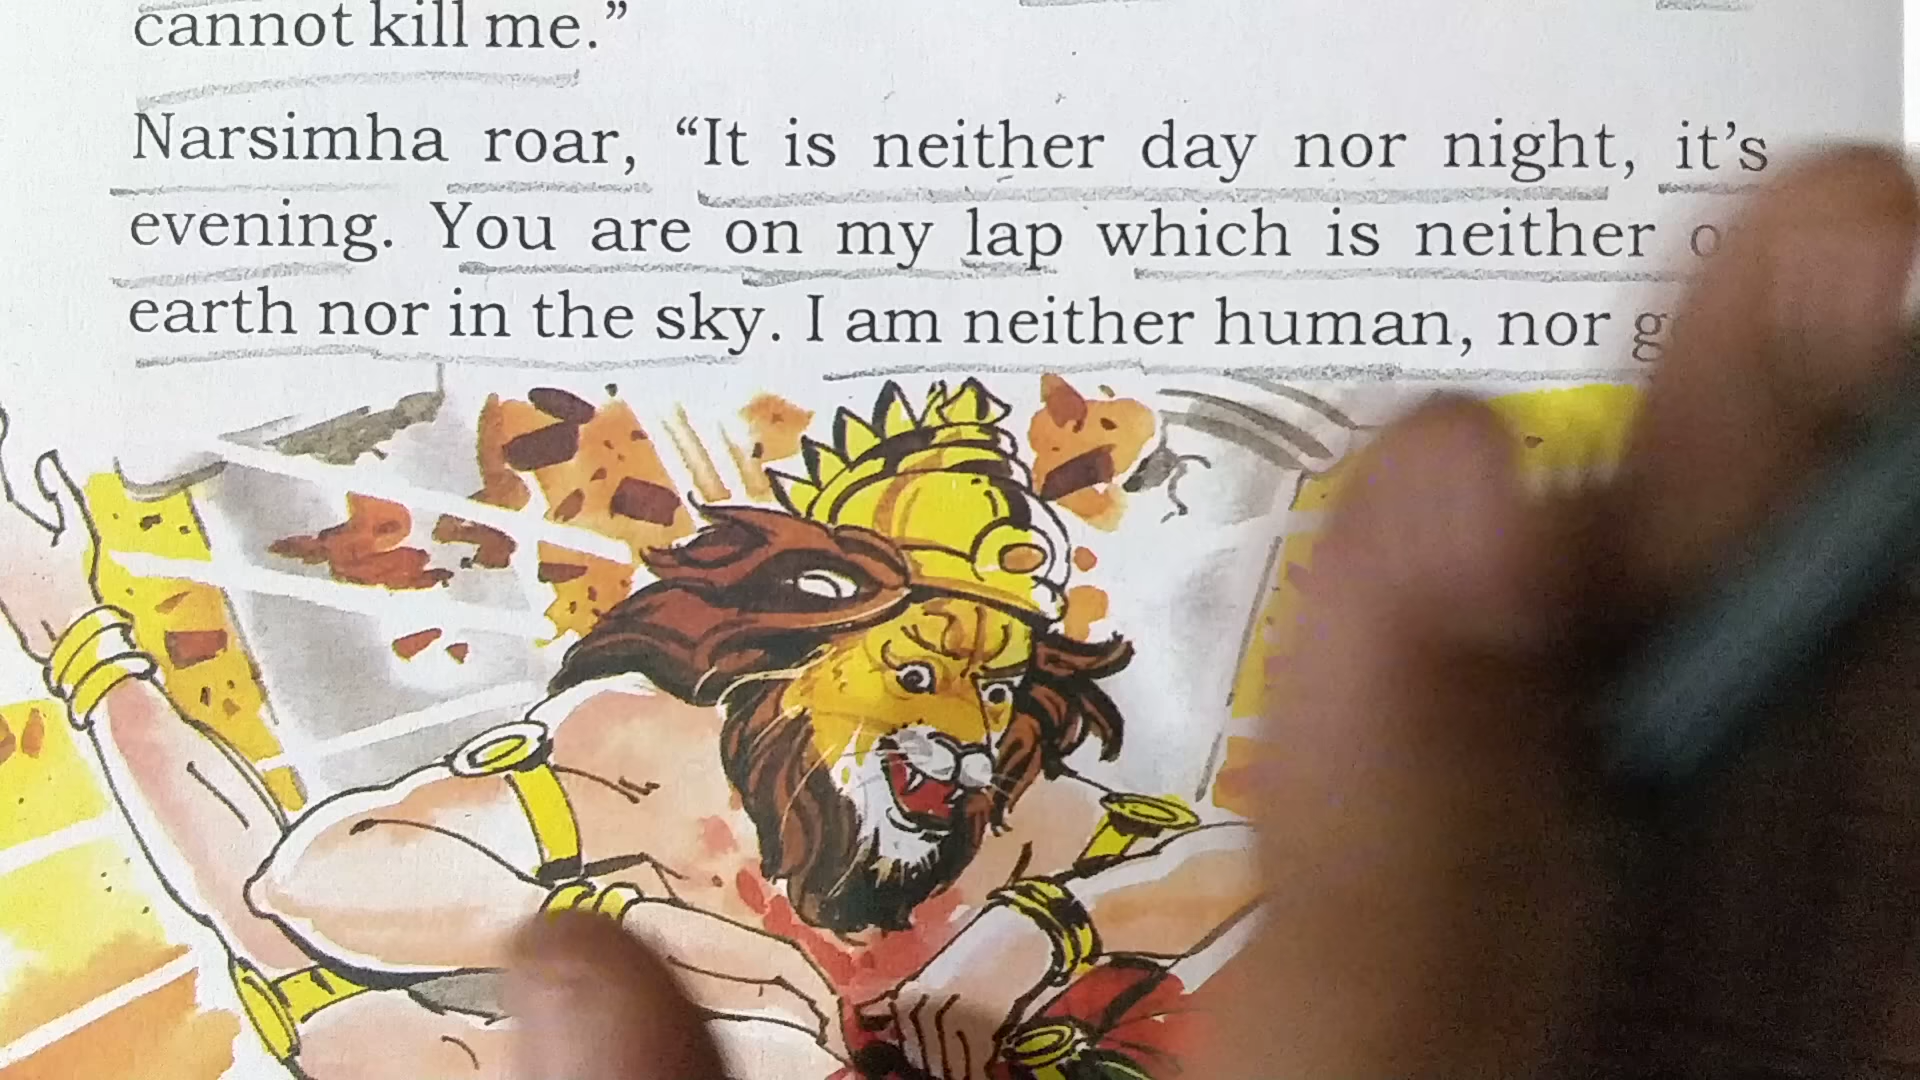 cannot kill me.”
Narsimha roar, “It is neither day nor night, it’s
evening. You are on my lap which is neither
earth nor in the sky. I am neither human, nor